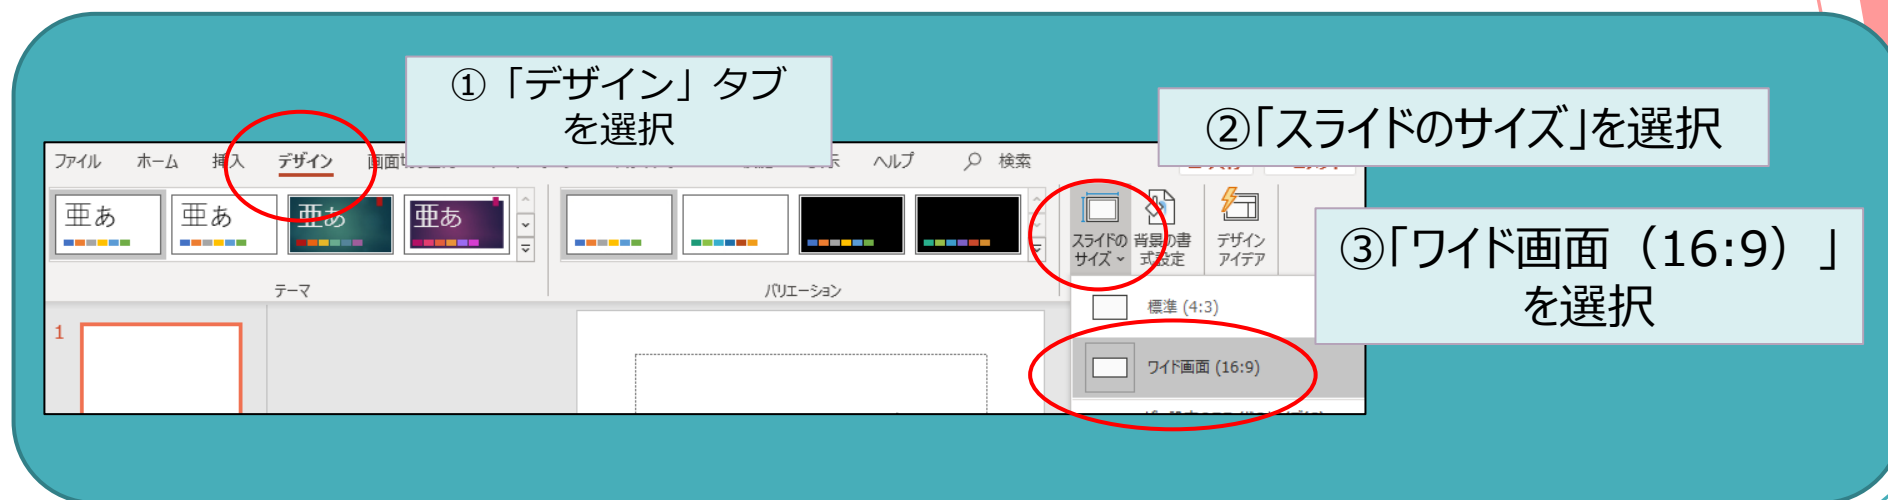 ①「デザイン」タブ
を選択
②「スライドのサイズ」を選択
ファイル ホーム 挿入 デザイン ヘルプ 検索
亜あ 亜あ 亜あ 亜あ
スライドの
サイズ
背景の書
式設定
デザイン
アイデア
③「ワイド画面（16:9）」
を選択
テーマ バリエーション
標準 (4:3)
1
ワイド画面 (16:9)